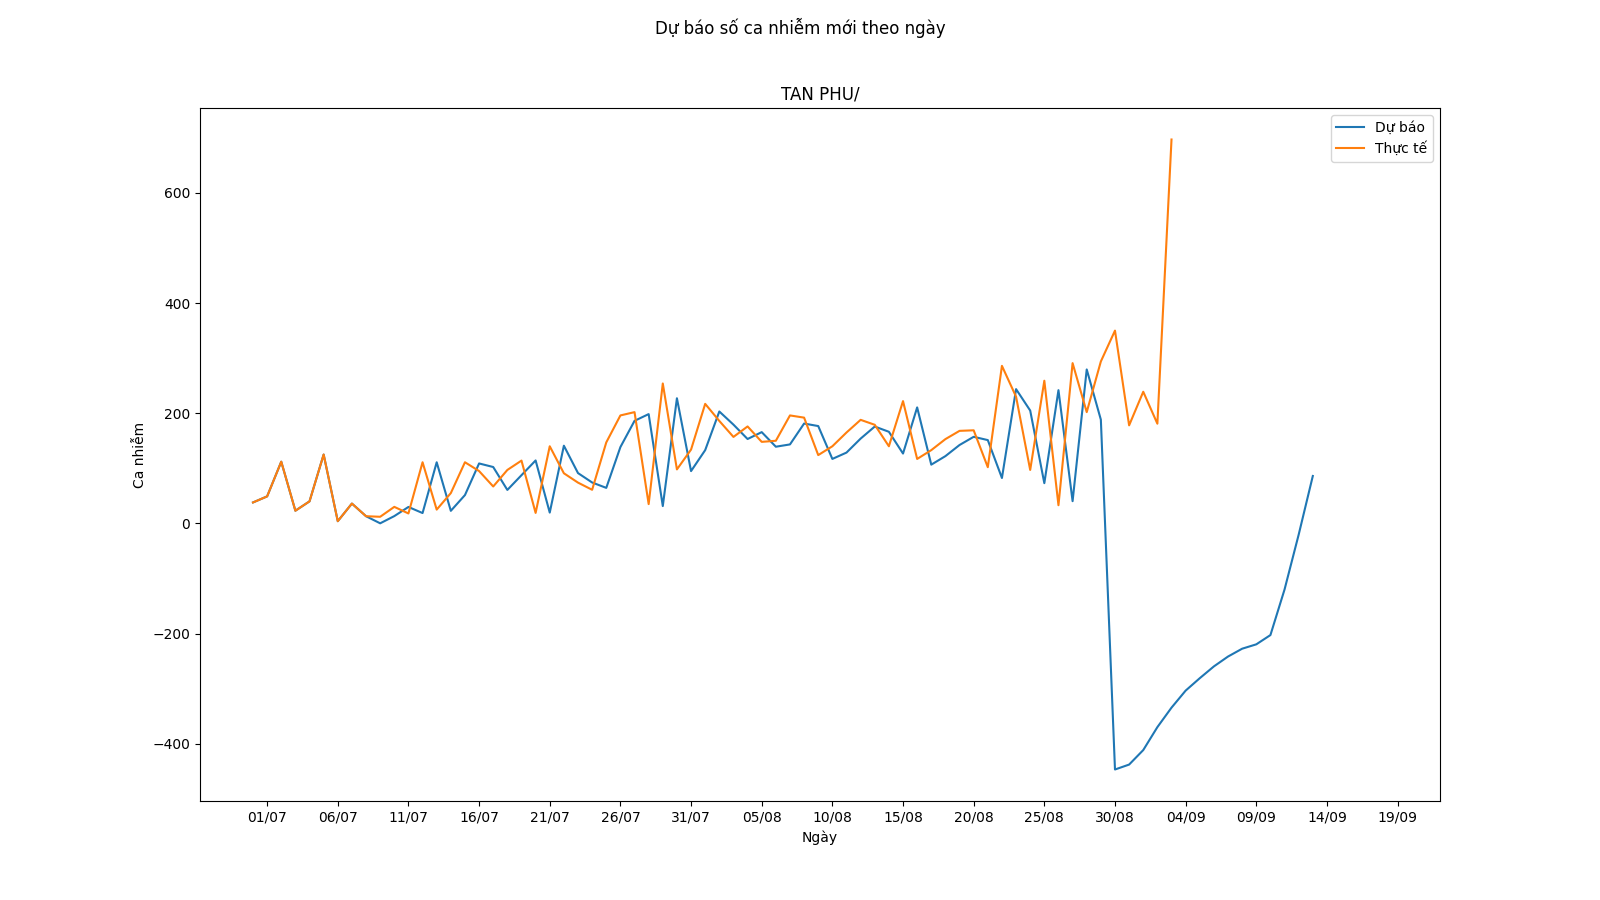 Dự báo số ca nhiễm mới theo ngày
TAN PHU/
Dự báo
Thực tế
Ca nhiễm
600
400
200
0
−200
−400
01/07 06/07 11/07 16/07 21/07 26/07 31/07 05/08 10/08 15/08 20/08 25/08 30/08 04/09 09/09 14/09 19/09
Ngày